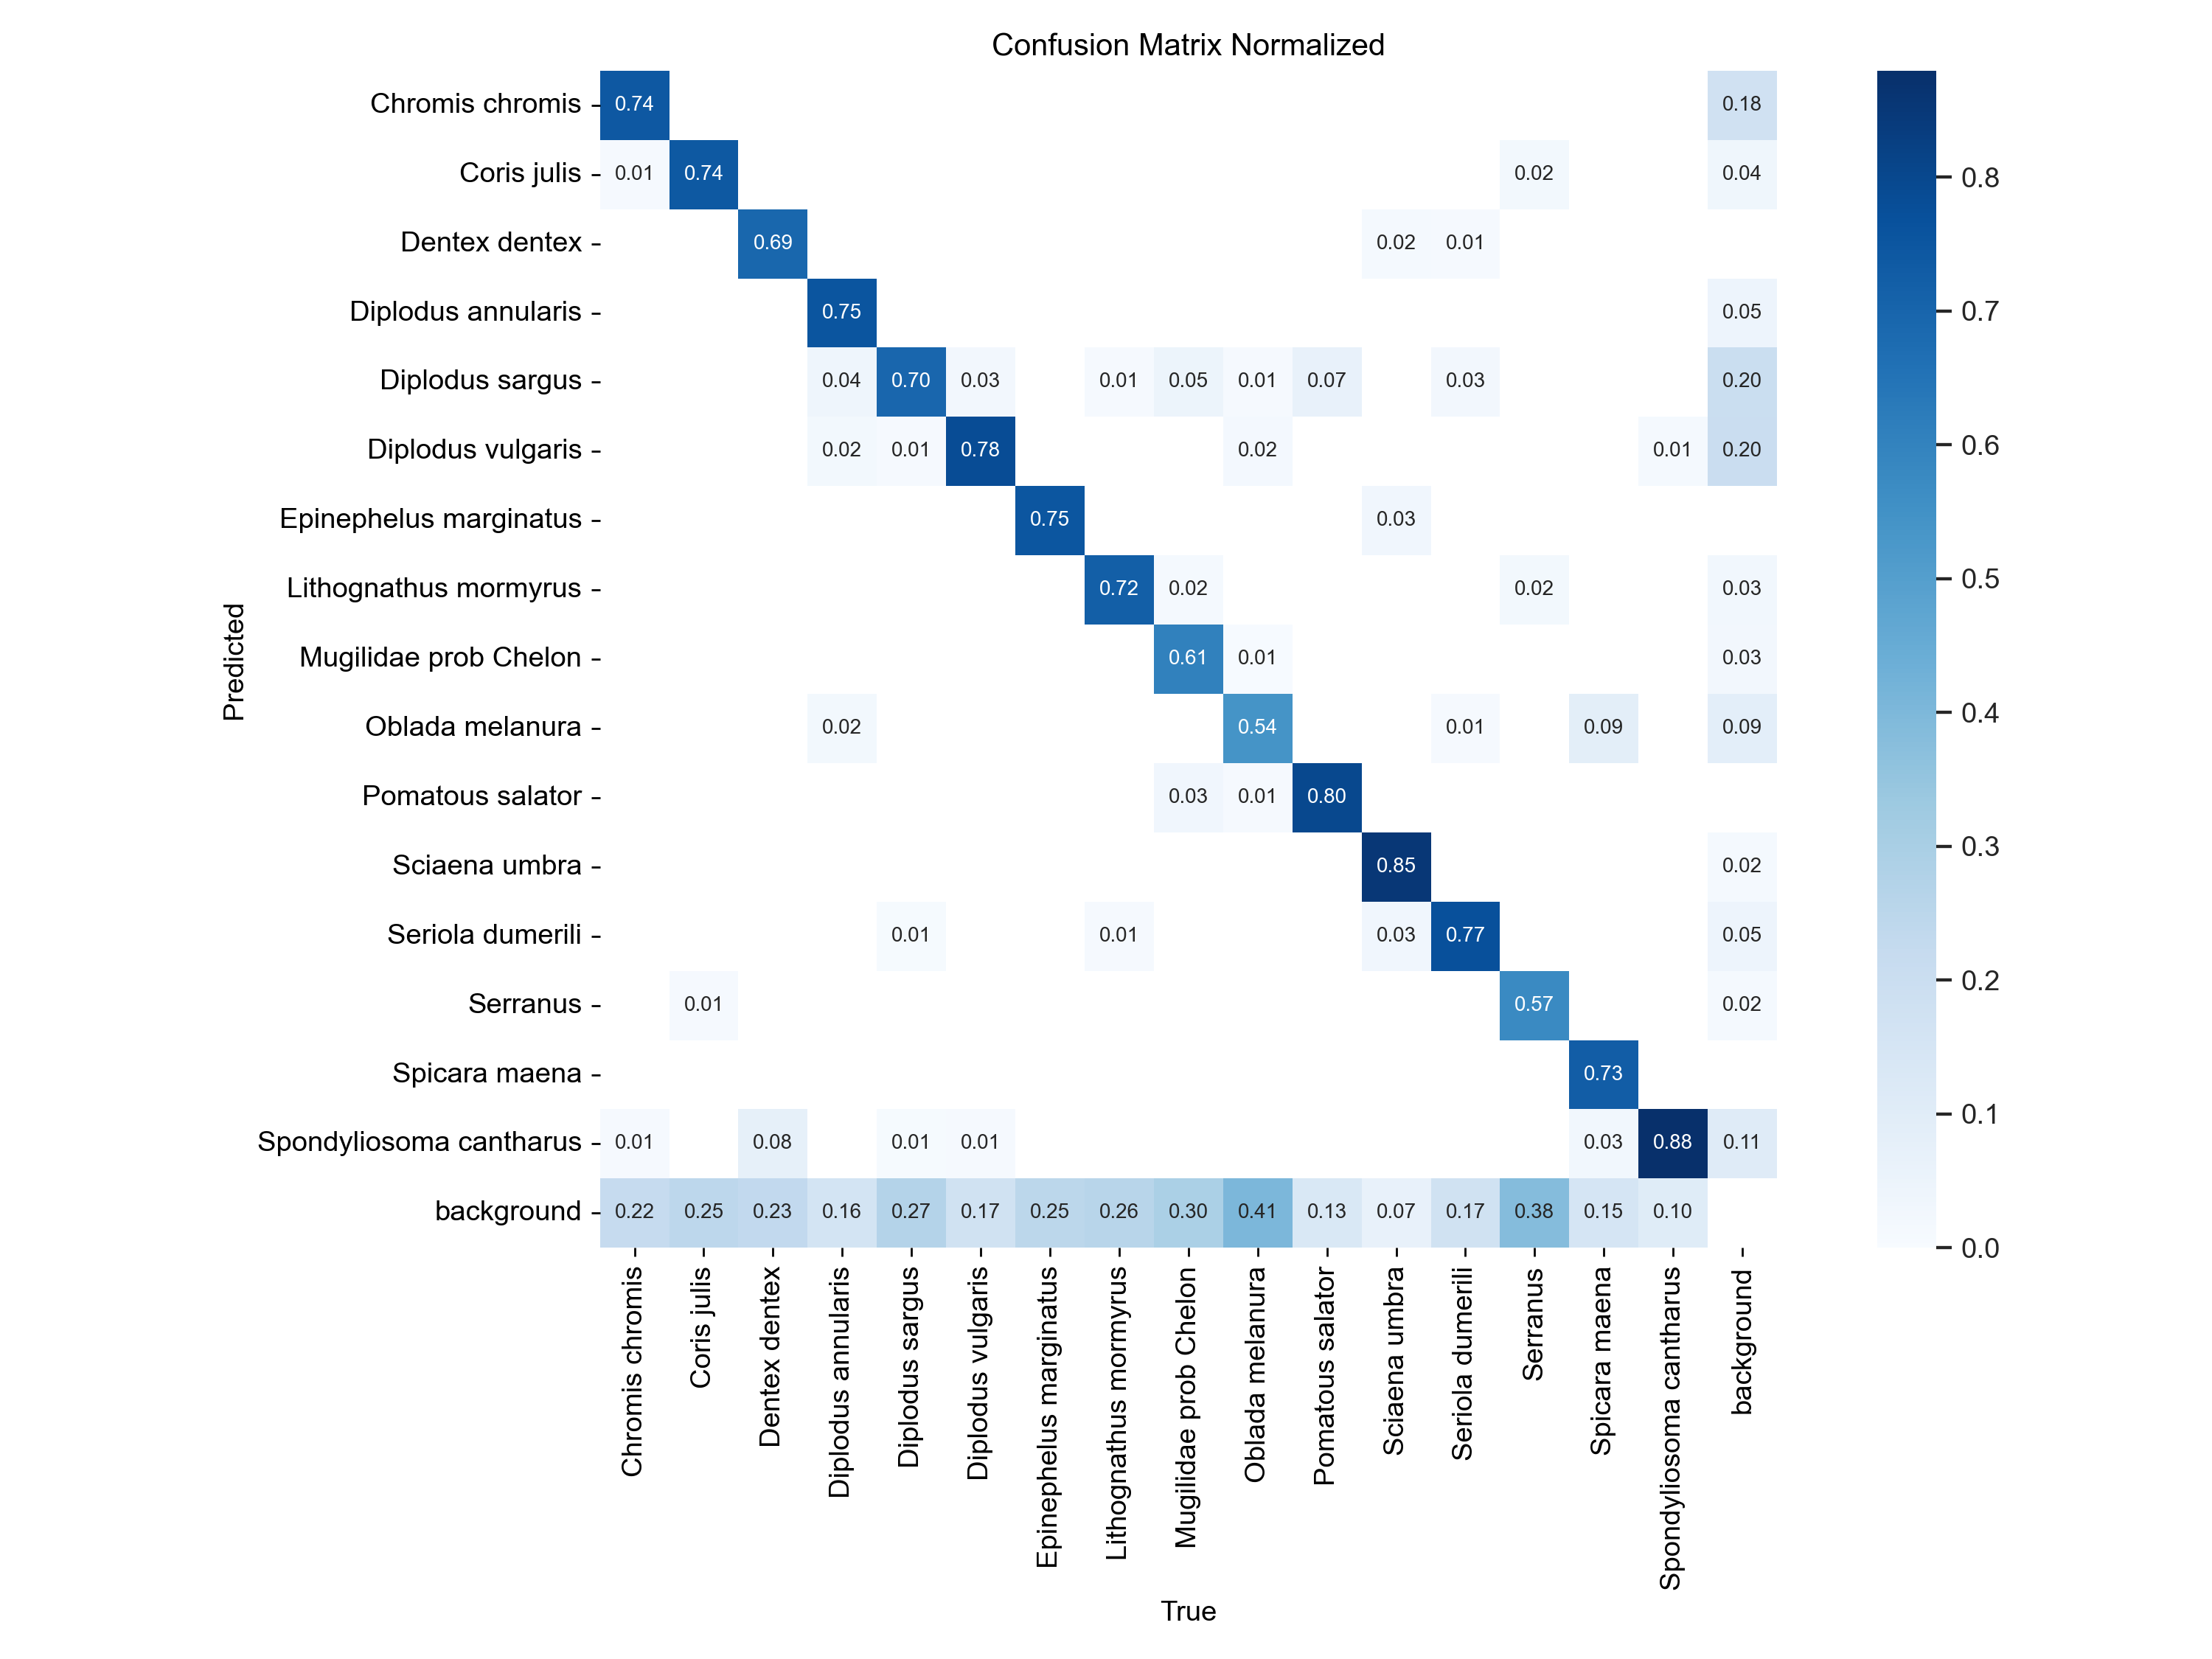 Confusion Matrix Normalized
Chromis chromis 0.74 0.18
Coris julis 0.01 0.74 0.02 0.04
Dentex dentex 0.69 0.02 0.01
Diplodus annularis 0.75 0.05
Diplodus sargus 0.04 0.70 0.03 0.01 0.05 0.01 0.07 0.03 0.20
Diplodus vulgaris 0.02 0.01 0.78 0.02 0.01 0.20
Epinephelus marginatus 0.75 0.03
Lithognathus mormyrus 0.72 0.02 0.02 0.03
Mugilidae prob Chelon 0.61 0.01 0.03
Oblada melanura 0.02 0.54 0.01 0.09 0.09
Pomatous salator 0.03 0.01 0.80
Sciaena umbra 0.85 0.02
Seriola dumerili 0.01 0.01 0.03 0.77 0.05
Serranus 0.01 0.57 0.02
Spicara maena 0.73
Spondyliosoma cantharus 0.01 0.08 0.01 0.01 0.03 0.88 0.11
background 0.22 0.25 0.23 0.16 0.27 0.17 0.25 0.26 0.30 0.41 0.13 0.07 0.17 0.38 0.15 0.10
Predicted
Chromis chromis
Coris julis
Dentex dentex
Diplodus annularis
Diplodus sargus
Diplodus vulgaris
Epinephelus marginatus
Lithognathus mormyrus
Mugilidae prob Chelon
Oblada melanura
Pomatous salator
Sciaena umbra
Seriola dumerili
Serranus
Spicara maena
Spondyliosoma cantharus
background
True
0.8
0.7
0.6
0.5
0.4
0.3
0.2
0.1
0.0